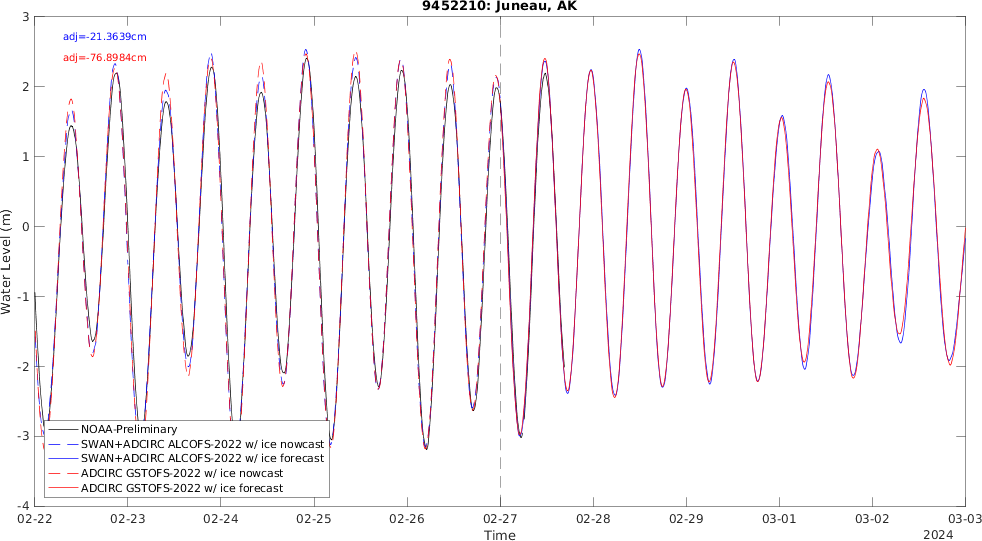 9452210: Juneau, AK
adj=-21.3639cm
adj=-76.8984cm
Water Level (m)
3
2
1
0
-1
-2
-3
-4
NOAA-Preliminary
SWAN+ADCIRC ALCOFS-2022 w/ ice nowcast
SWAN+ADCIRC ALCOFS-2022 w/ ice forecast
ADCIRC GSTOFS-2022 w/ ice nowcast
ADCIRC GSTOFS-2022 w/ ice forecast
02-22 02-23 02-24 02-25 02-26 02-27 02-28 02-29 03-01 03-02 03-03
Time
2024